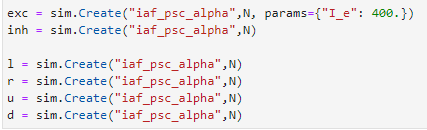 exc = sim.Create("iaf_psc_alpha",N, params={"I_e": 400.})
inh = sim.Create("iaf_psc_alpha",N)
l = sim.Create("iaf_psc_alpha",N)
r = sim.Create("iaf_psc_alpha",N)
u = sim.Create("iaf_psc_alpha",N)
d = sim.Create("iaf_psc_alpha",N)